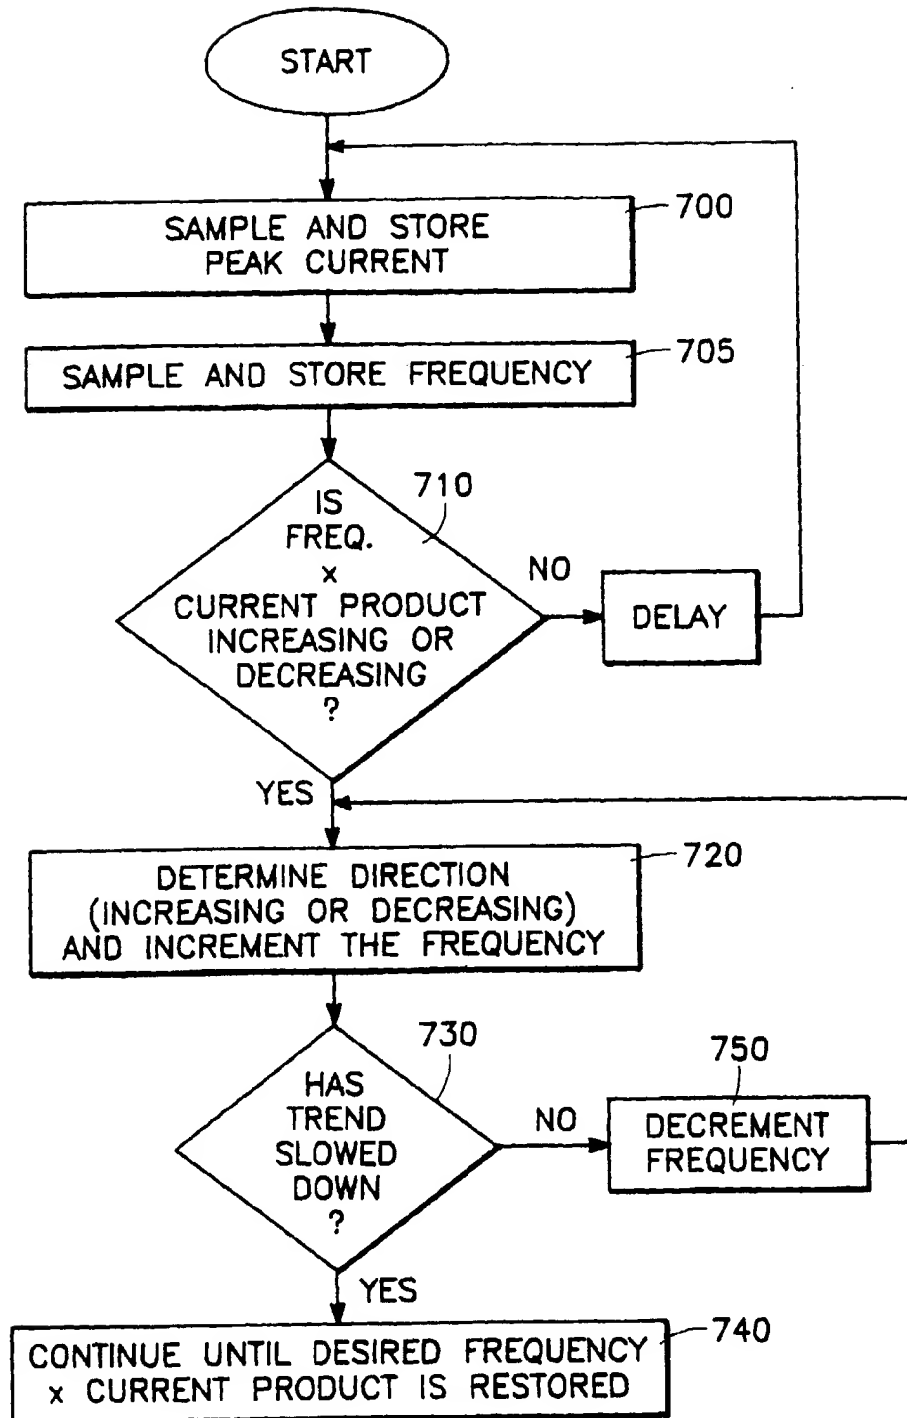 START
SAMPLE AND STORE
PEAK CURRENT
700
SAMPLE AND STORE FREQUENCY
705
IS
FREQ.
x
CURRENT PRODUCT
INCREASING OR
DECREASING
?
710
NO
DELAY
YES
DETERMINE DIRECTION
(INCREASING OR DECREASING)
AND INCREMENT THE FREQUENCY
720
HAS
TREND
SLOWED
DOWN
?
730
NO
750
DECREMENT
FREQUENCY
YES
CONTINUE UNTIL DESIRED FREQUENCY
x CURRENT PRODUCT IS RESTORED
740